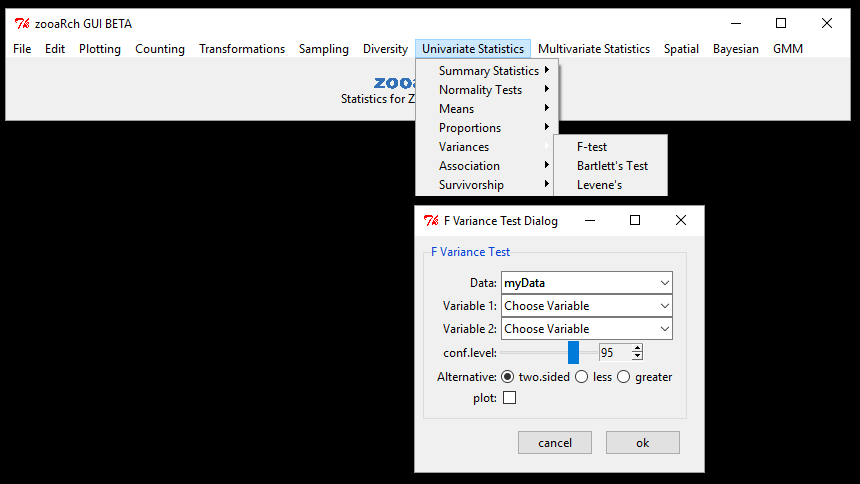 zooaRch GUI BETA
File Edit Plotting Counting Transformations Sampling Diversity Univariate Statistics Multivariate Statistics Spatial Bayesian GMM
zooa
Statistics for Z
Summary Statistics
Normality Tests
Means
Proportions
Variances
Association
Survivorship
F-test
Bartlett's Test
Levene's
F Variance Test Dialog
F Variance Test
Data: myData
Variable 1: Choose Variable
Variable 2: Choose Variable
conf.level: 95
Alternative: two.sided less greater
plot:
cancel ok